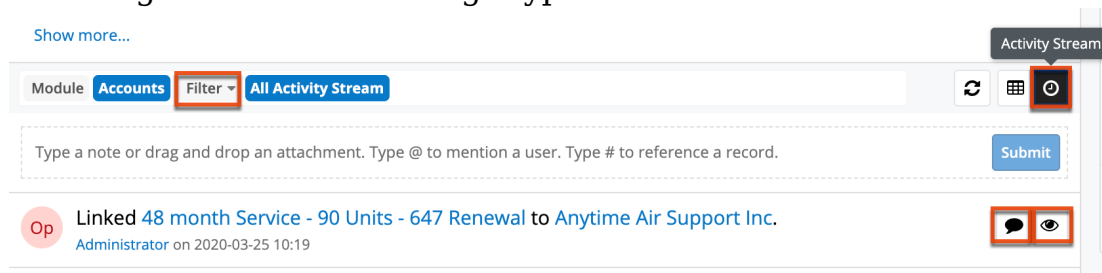 Show more...
Activity Stream
Module Accounts Filter All Activity Stream
Type a note or drag and drop an attachment. Type @ to mention a user. Type # to reference a record.
Submit
Op
Linked 48 month Service - 90 Units - 647 Renewal to Anytime Air Support Inc.
Administrator on 2020-03-25 10:19